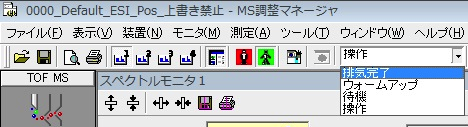 0000_Default_ESI_Pos_上書き禁止 - MS調整マネージャ
ファイル(F) 表示(V) 装置(N) モニタ(M) 測定(A) ツール(T) ウィンドウ(W) ヘルプ(H)
操作
排気完了
ウォームアップ
待機
操作
TOF MS
スペクトルモニタ1